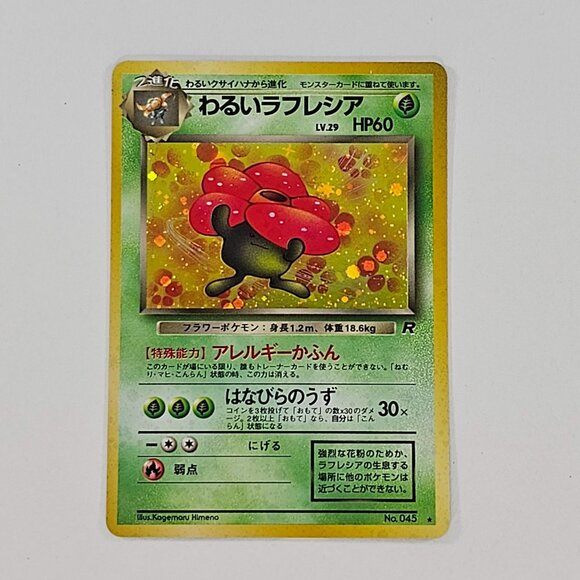 2進化
わるいクサイハナから進化 モンスターカードに重ねて使います。
わるいラフレシア
LV.29 HP60
フラワーポケモン：身長1.2m、体重18.6kg
R
【特殊能力】アレルギーかふん
このカードが場にいる限り、誰もトレーナーカードを使うことができない。「ねむ
り・マヒ・こんらん」状態の時、この力は消える。
はなびらのうず
コインを3枚投げて「おもて」の数×30のダメ
ージ。2枚以上「おもて」なら、自分は「こん
らん」状態になる
30×
ー にげる
弱点
強烈な花粉のためか、
ラフレシアの生息する
場所に他のポケモンは
近づくことができない。
Illus.Kagemaru Himeno
No.045 ★